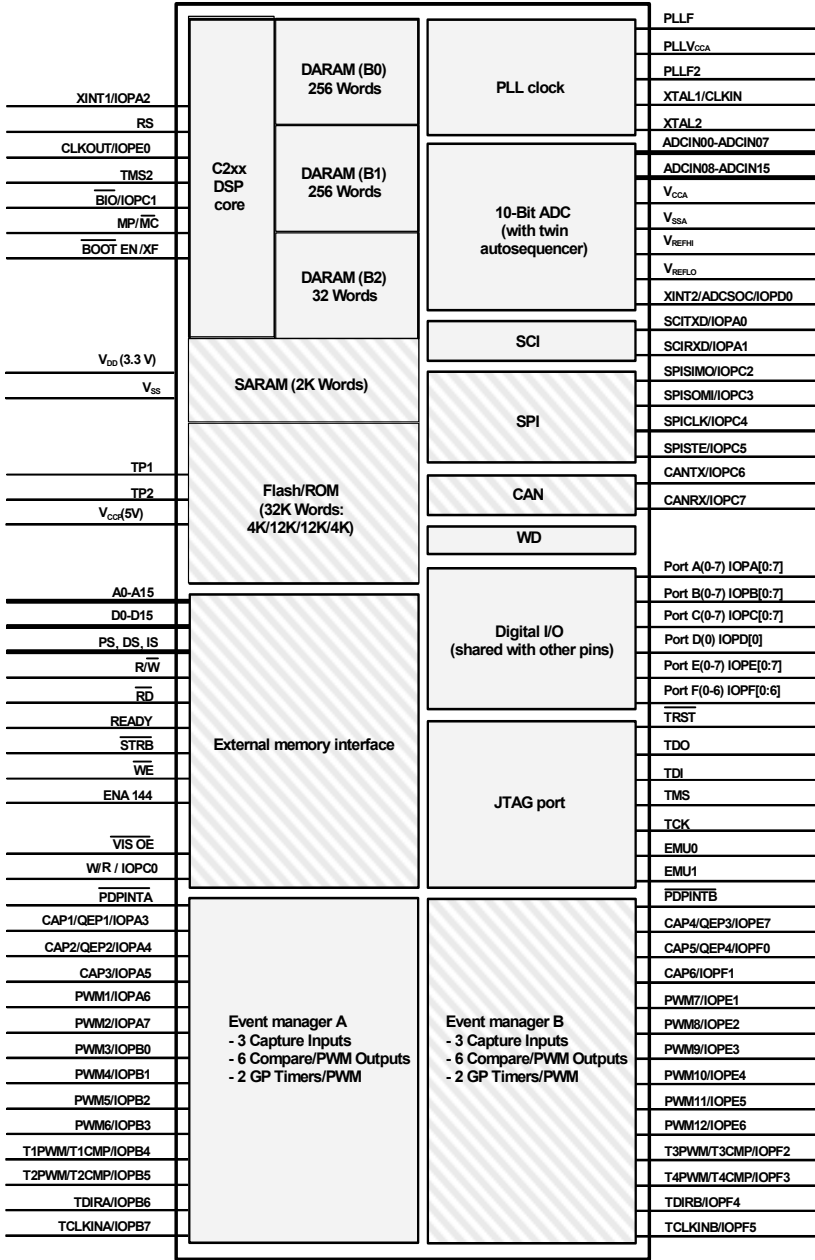 XINT1/IOPA2
RS
CLKOUT/IOPE0
TMS2
BIO/IOPC1
MP/MC
BOOT EN/XF
VDD (3.3 V)
VSS
TP1
TP2
VCCP(5V)
A0-A15
D0-D15
PS, DS, IS
R/W
RD
READY
STRB
WE
ENA 144
VIS OE
W/R / IOPC0
PDPINTA
CAP1/QEP1/IOPA3
CAP2/QEP2/IOPA4
CAP3/IOPA5
PWM1/IOPA6
PWM2/IOPA7
PWM3/IOPB0
PWM4/IOPB1
PWM5/IOPB2
PWM6/IOPB3
T1PWM/T1CMP/IOPB4
T2PWM/T2CMP/IOPB5
TDIRA/IOPB6
TCLKINA/IOPB7
C2xx
DSP
core
DARAM (B0)
256 Words
DARAM (B1)
256 Words
DARAM (B2)
32 Words
SARAM (2K Words)
Flash/ROM
(32K Words:
4K/12K/12K/4K)
External memory interface
Event manager A
- 3 Capture Inputs
- 6 Compare/PWM Outputs
- 2 GP Timers/PWM
PLL clock
10-Bit ADC
(with twin
autosequencer)
SCI
SPI
CAN
WD
Digital I/O
(shared with other pins)
JTAG port
Event manager B
- 3 Capture Inputs
- 6 Compare/PWM Outputs
- 2 GP Timers/PWM
PLLF
PLLVCCA
PLLF2
XTAL1/CLKIN
XTAL2
ADCIN00-ADCIN07
ADCIN08-ADCIN15
VCCA
VSSA
VREFHI
VREFLO
XINT2/ADCSOC/IOPD0
SCITXD/IOPA0
SCIRXD/IOPA1
SPISIMO/IOPC2
SPISOMI/IOPC3
SPICLK/IOPC4
SPISTE/IOPC5
CANTX/IOPC6
CANRX/IOPC7
Port A(0-7) IOPA[0:7]
Port B(0-7) IOPB[0:7]
Port C(0-7) IOPC[0:7]
Port D(0) IOPD[0]
Port E(0-7) IOPE[0:7]
Port F(0-6) IOPF[0:6]
TRST
TDO
TDI
TMS
TCK
EMU0
EMU1
PDPINTB
CAP4/QEP3/IOPE7
CAP5/QEP4/IOPF0
CAP6/IOPF1
PWM7/IOPE1
PWM8/IOPE2
PWM9/IOPE3
PWM10/IOPE4
PWM11/IOPE5
PWM12/IOPE6
T3PWM/T3CMP/IOPF2
T4PWM/T4CMP/IOPF3
TDIRB/IOPF4
TCLKINB/IOPF5